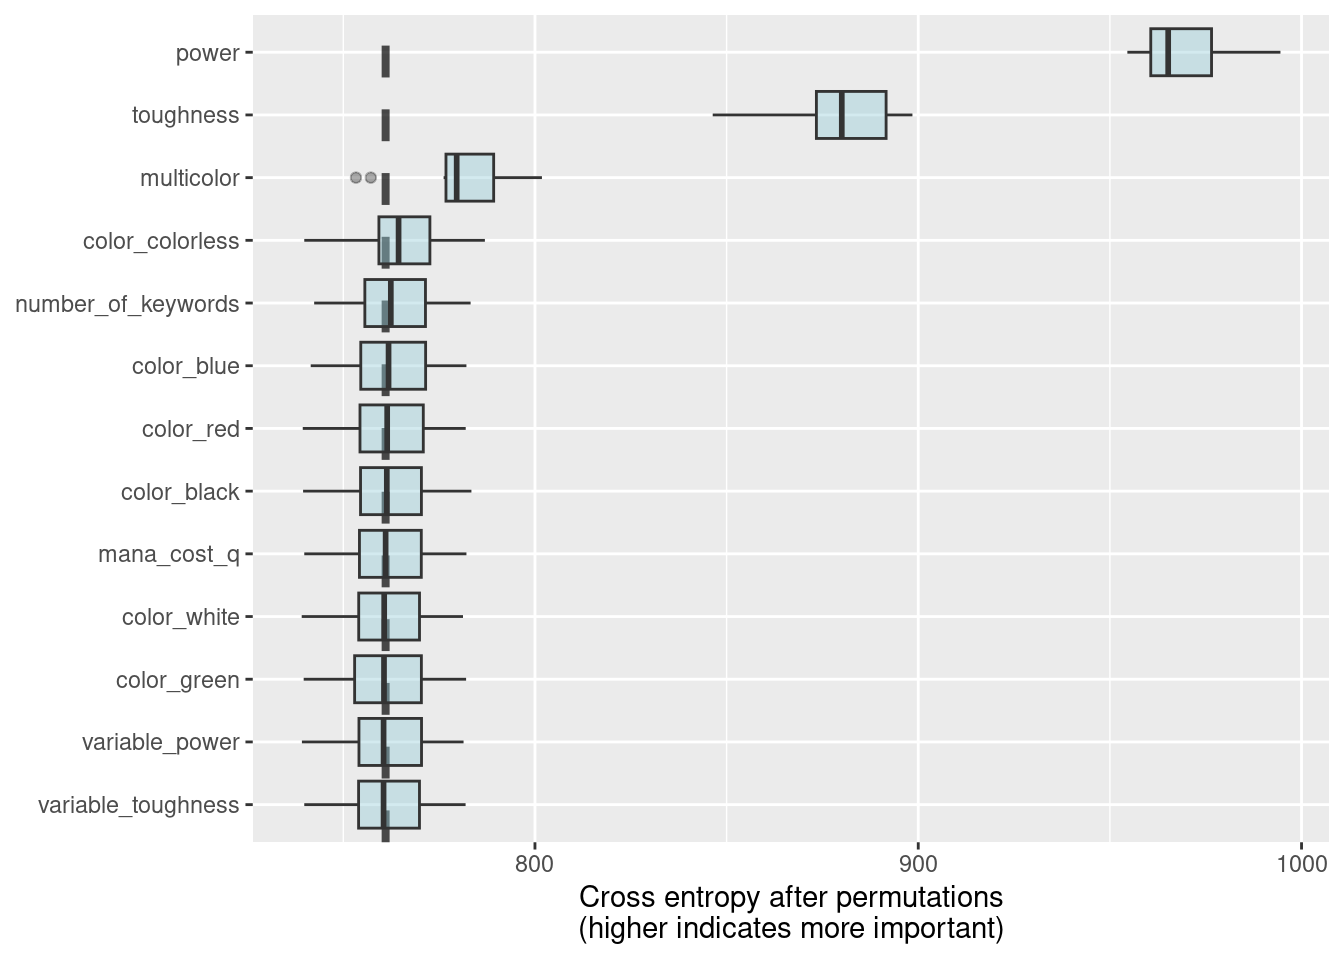 power
toughness
multicolor
color_colorless
number_of_keywords
color_blue
color_red
color_black
mana_cost_q
color_white
color_green
variable_power
variable_toughness
800 900 1000
Cross entropy after permutations
(higher indicates more important)